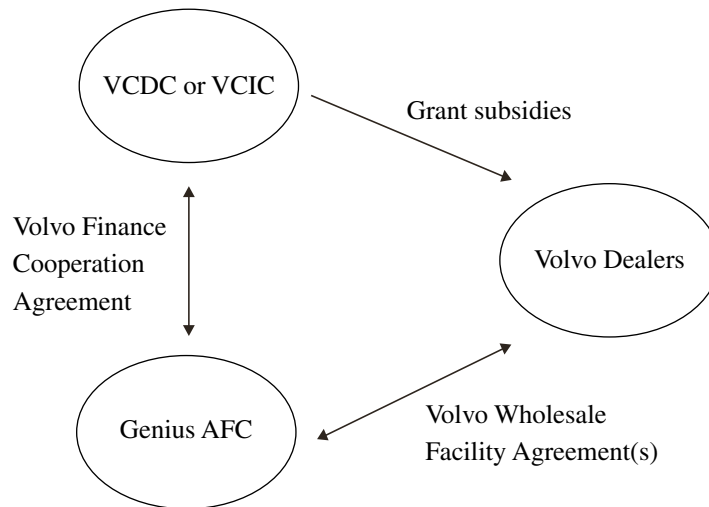 VCDC or VCIC
Grant subsidies
Volvo Finance
Cooperation
Agreement
Volvo Dealers
Genius AFC
Volvo Wholesale
Facility Agreement(s)